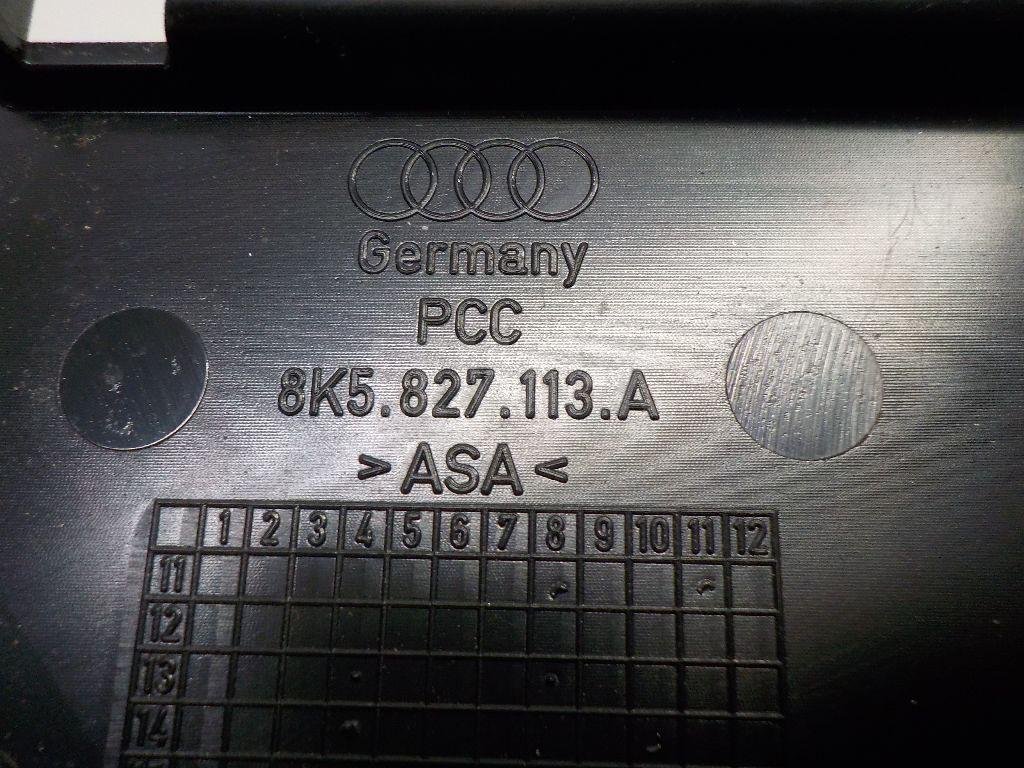 Germany
PCC
8K5.827.113.A
>ASA<
1 2 3 4 5 6 7 8 9 10 11 12
11
12
13
14